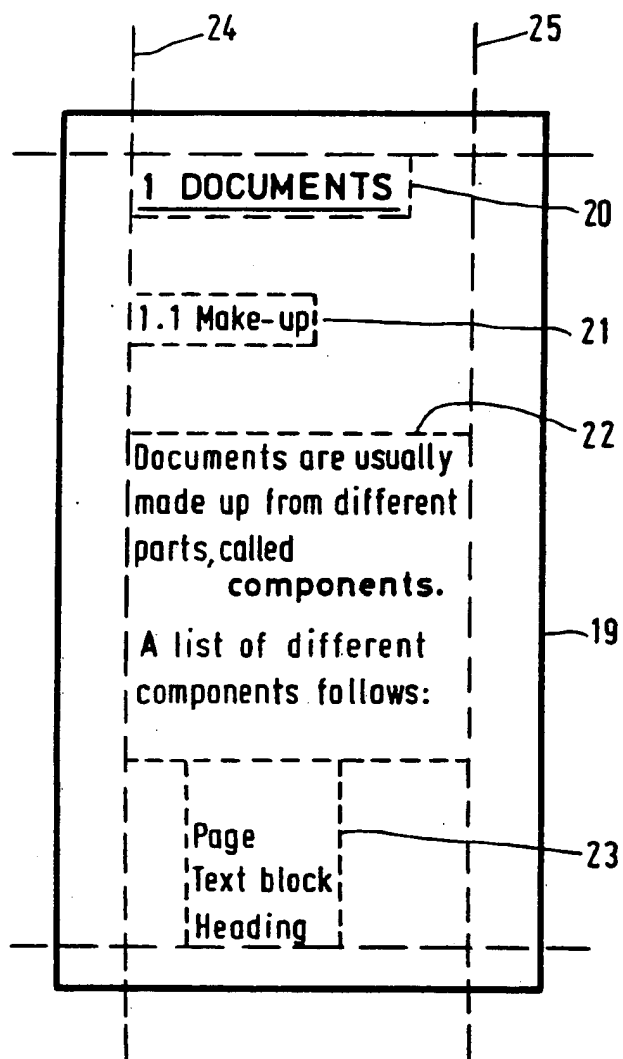 24
25
1 DOCUMENTS
20
1.1 Make-up
21
22
Documents are usually
made up from different
parts, called
components.
19
A list of different
components follows:
Page
23
Text block
Heading